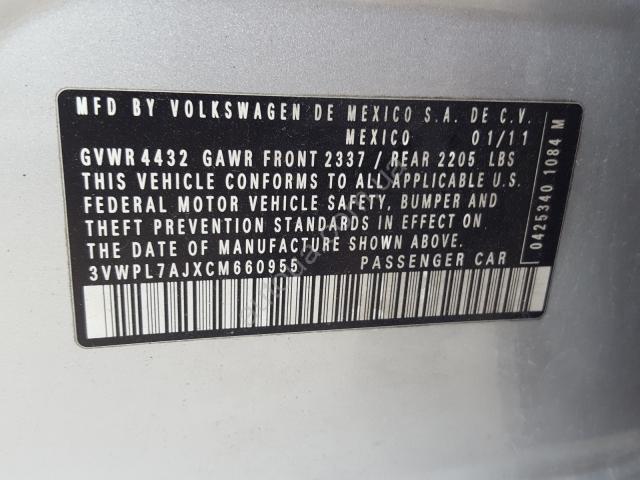 MFD BY VOLKSWAGEN DE MEXICO S.A. DE C.V.
MEXICO 01/11
GVWR 4432 GAWR FRONT 2337 / REAR 2205 LBS
THIS VEHICLE CONFORMS TO ALL APPLICABLE U.S.
FEDERAL MOTOR VEHICLE SAFETY, BUMPER AND
THEFT PREVENTION STANDARDS IN EFFECT ON
THE DATE OF MANUFACTURE SHOWN ABOVE.
3VWPL7AJXCM660955 PASSENGER CAR
0425340 1084 M